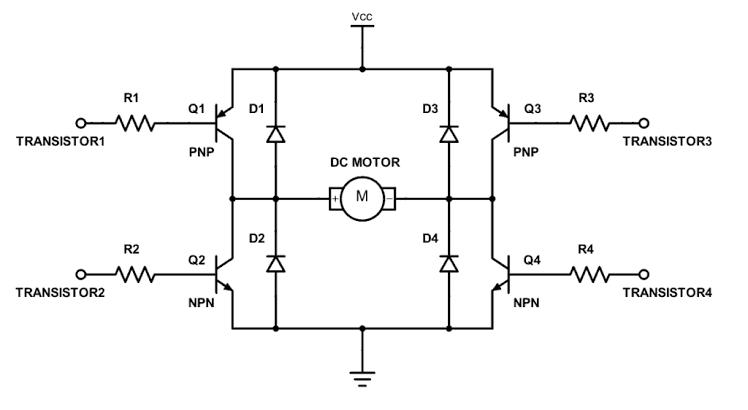 Vcc
R1
Q1
D1
D3
Q3
R3
TRANSISTOR1
PNP
DC MOTOR
PNP
TRANSISTOR3
+
M
−
R2
Q2
D2
D4
Q4
R4
TRANSISTOR2
NPN
NPN
TRANSISTOR4